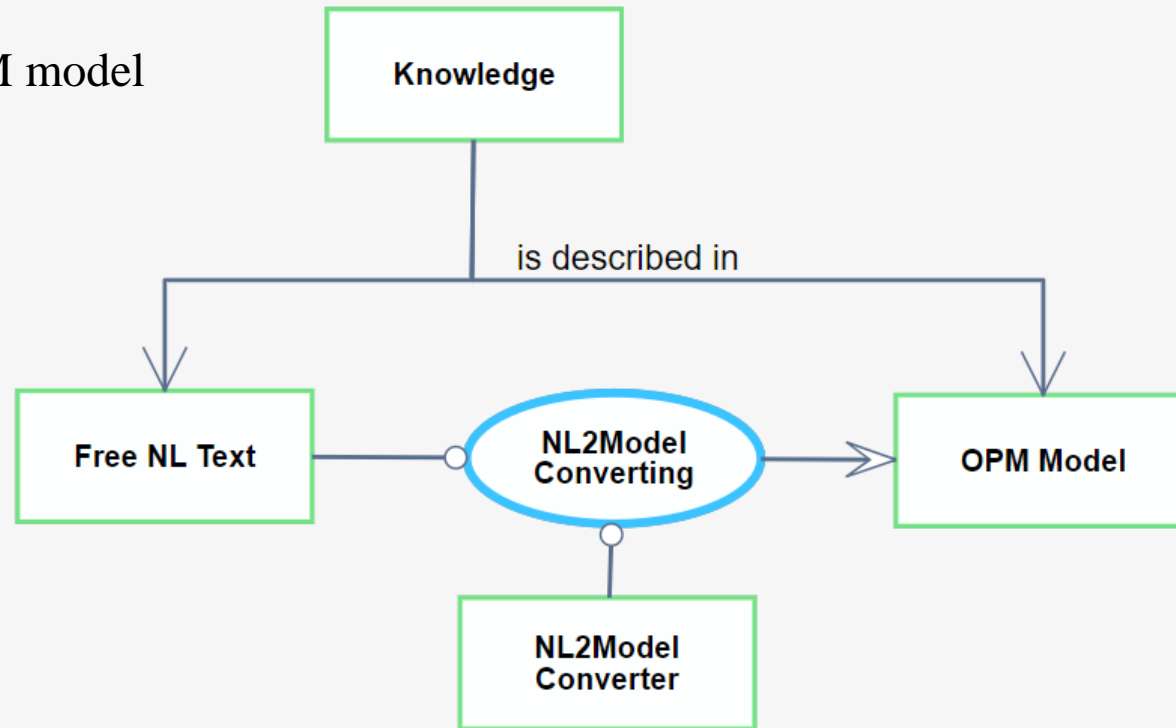 M model
Knowledge
is described in
Free NL Text
NL2Model
Converting
OPM Model
NL2Model
Converter